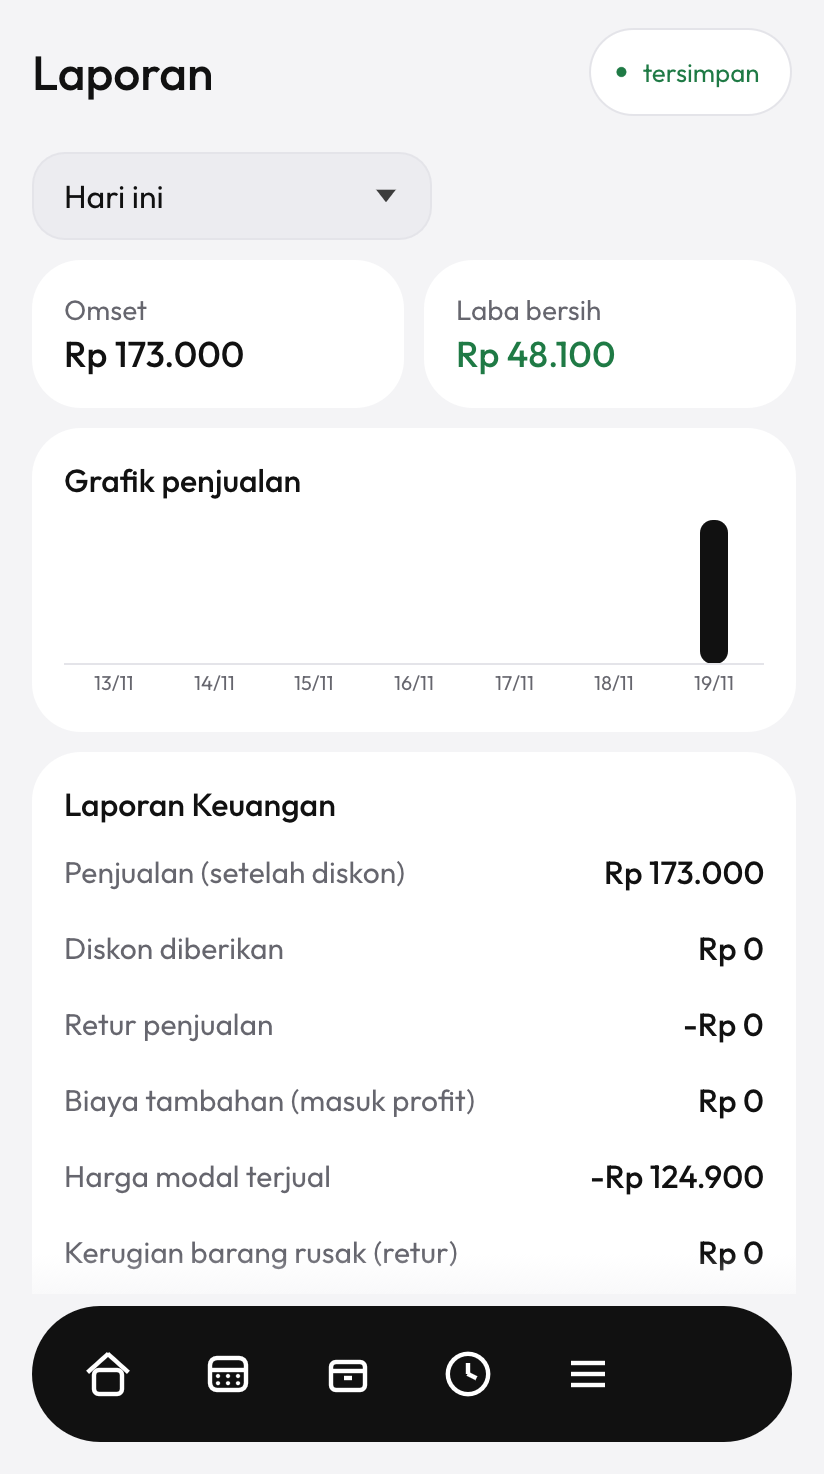 Laporan
tersimpan
Hari ini
Omset
Rp 173.000
Laba bersih
Rp 48.100
Grafik penjualan
13/11 14/11 15/11 16/11 17/11 18/11 19/11
Laporan Keuangan
Penjualan (setelah diskon) Rp 173.000
Diskon diberikan Rp 0
Retur penjualan -Rp 0
Biaya tambahan (masuk profit) Rp 0
Harga modal terjual -Rp 124.900
Kerugian barang rusak (retur) Rp 0